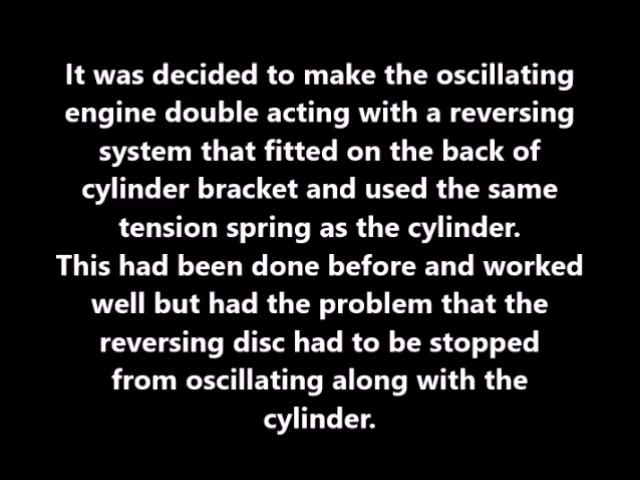 It was decided to make the oscillating
engine double acting with a reversing
system that fitted on the back of
cylinder bracket and used the same
tension spring as the cylinder.
This had been done before and worked
well but had the problem that the
reversing disc had to be stopped
from oscillating along with the
cylinder.